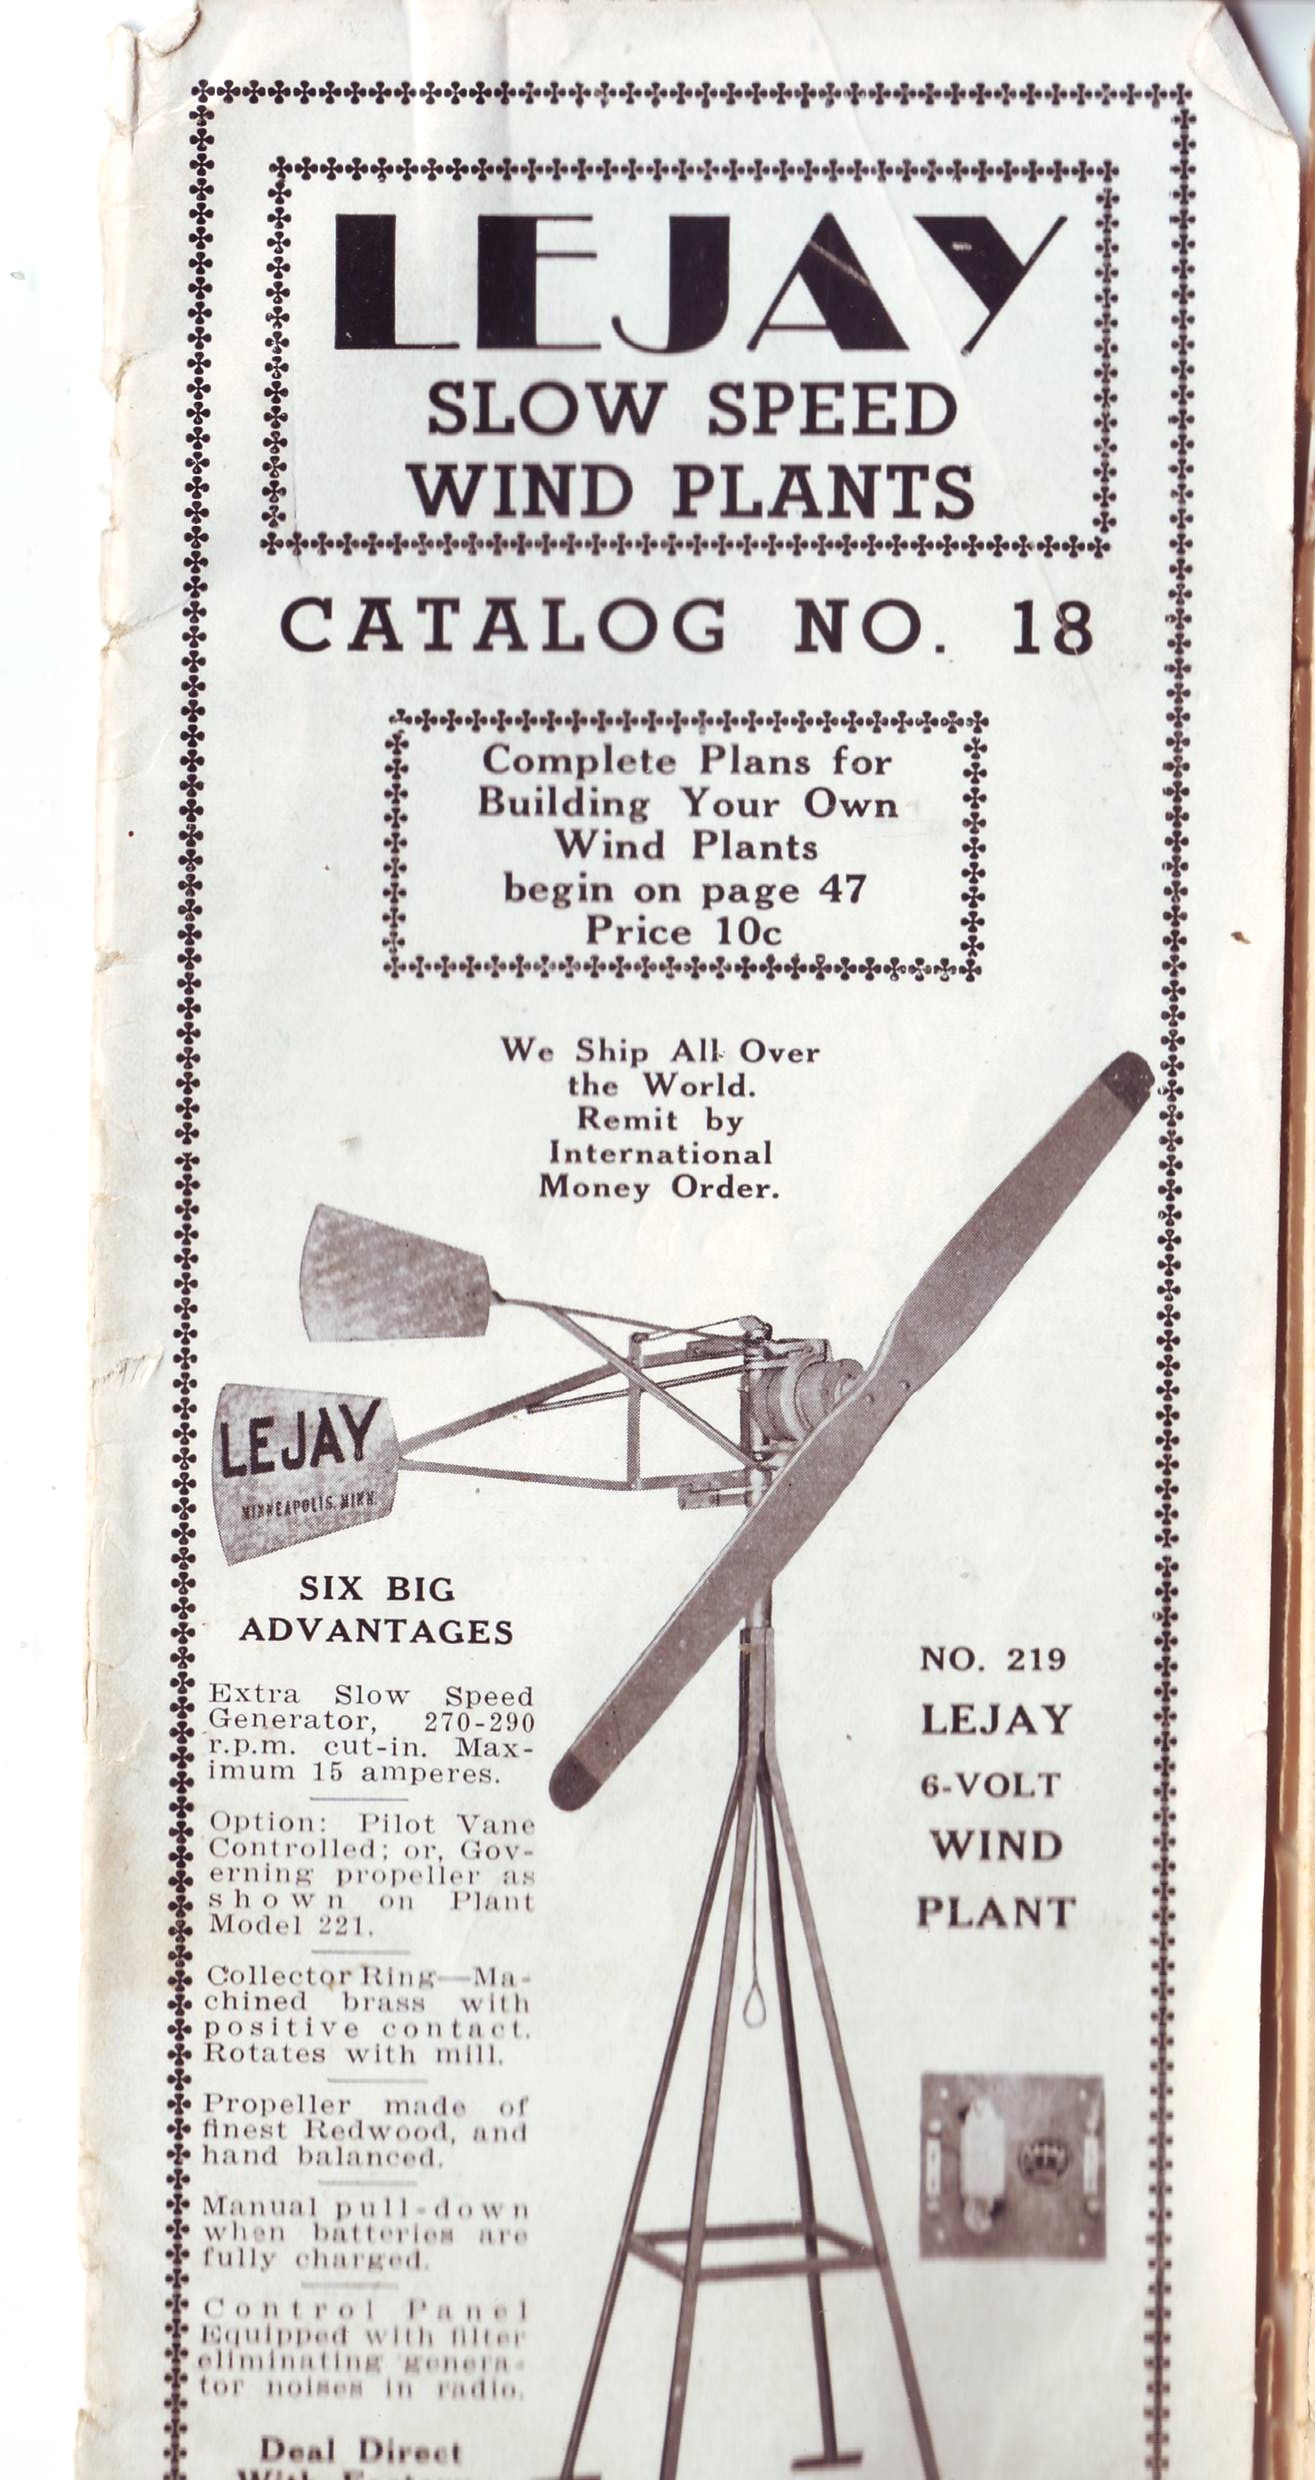 LEJAY
SLOW SPEED
WIND PLANTS
CATALOG NO. 18
Complete Plans for
Building Your Own
Wind Plants
begin on page 47
Price 10c
We Ship All Over
the World.
Remit by
International
Money Order.
LEJAY
MINNEAPOLIS, MINN.
SIX BIG
ADVANTAGES
Extra Slow Speed
Generator, 270-290
r.p.m. cut-in. Max-
imum 15 amperes.
Option: Pilot Vane
Controlled; or, Gov-
erning propeller as
shown on Plant
Model 221.
Collector Ring—Ma-
chined brass with
positive contact.
Rotates with mill.
Propeller made of
finest Redwood, and
hand balanced.
Manual pull-down
when batteries are
fully charged.
Control Panel
Equipped with filter
eliminating genera-
tor noises in radio.
Deal Direct
NO. 219
LEJAY
6-VOLT
WIND
PLANT